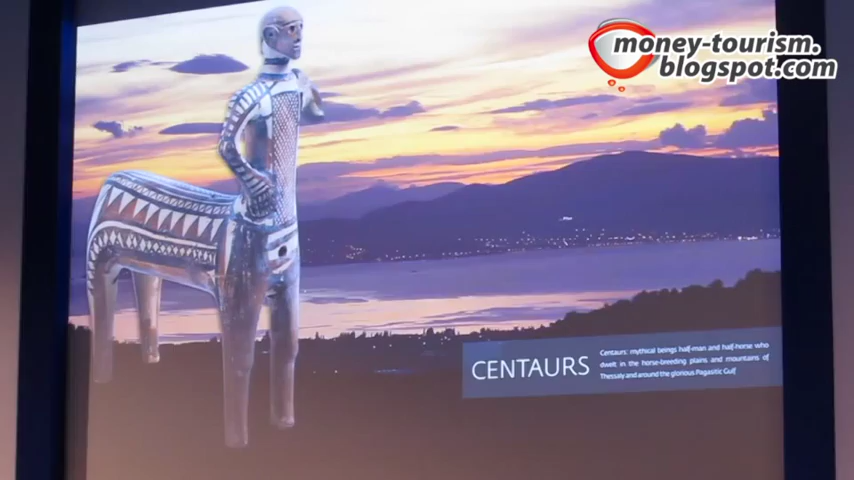 money-tourism.
blogspot.com
CENTAURS
Centaurs: mythical beings half-man and half-horse who
dwelt in the horse-breeding plains and mountains of
Thessaly and around the glorious Pagasitic Gulf